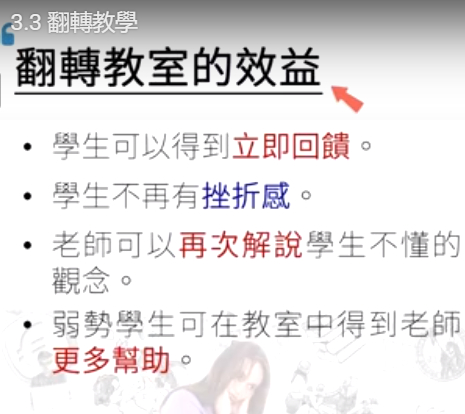 3.3 翻轉教學
翻轉教室的效益
• 學生可以得到立即回饋。
• 學生不再有挫折感。
• 老師可以再次解說學生不懂的
觀念。
• 弱勢學生可在教室中得到老師
更多幫助。